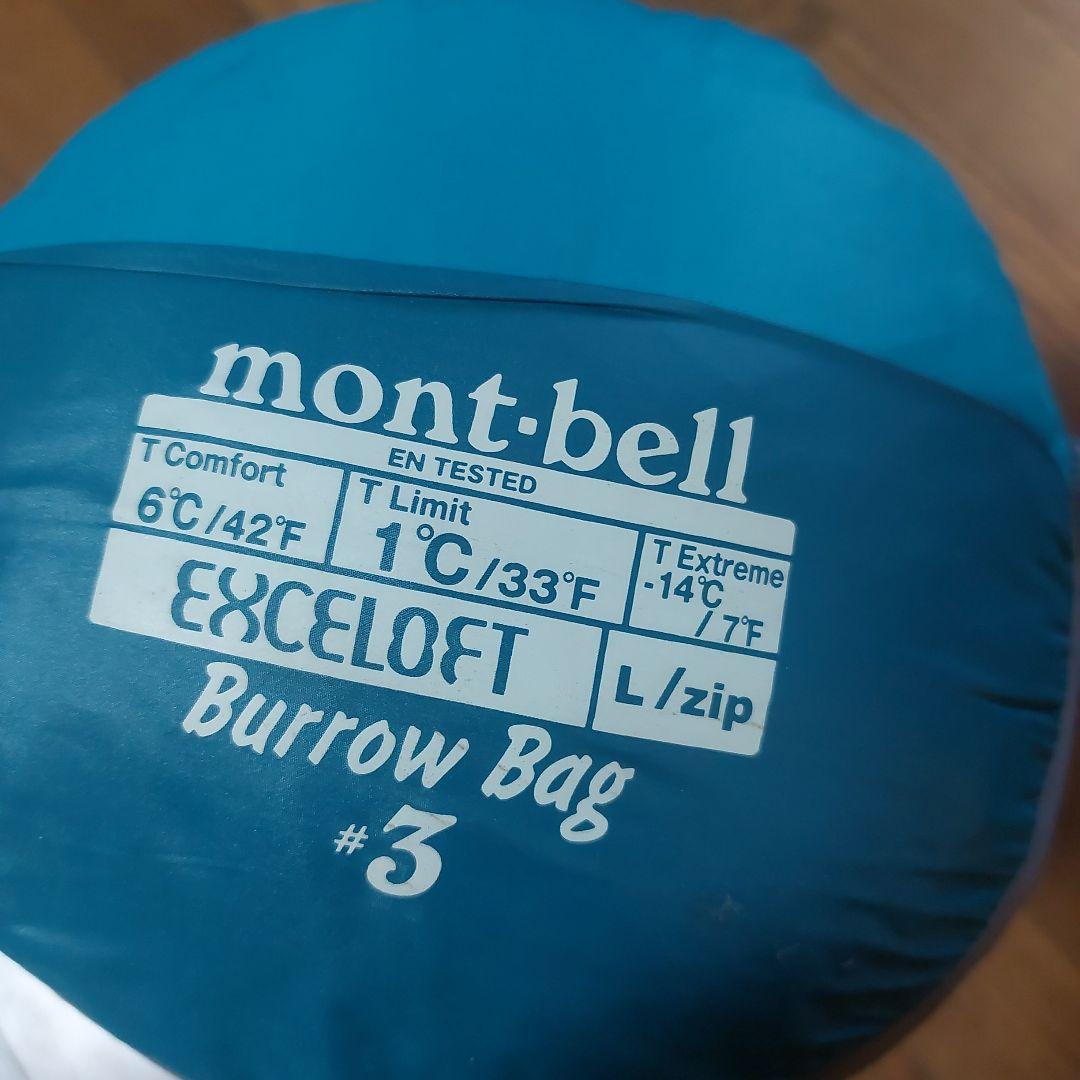 mont-bell
EN TESTED
T Comfort
6℃/42°F
T Limit
1℃/33°F
T Extreme
-14℃
/ 7°F
EXCELOFT
L/zip
Burrow Bag
#3